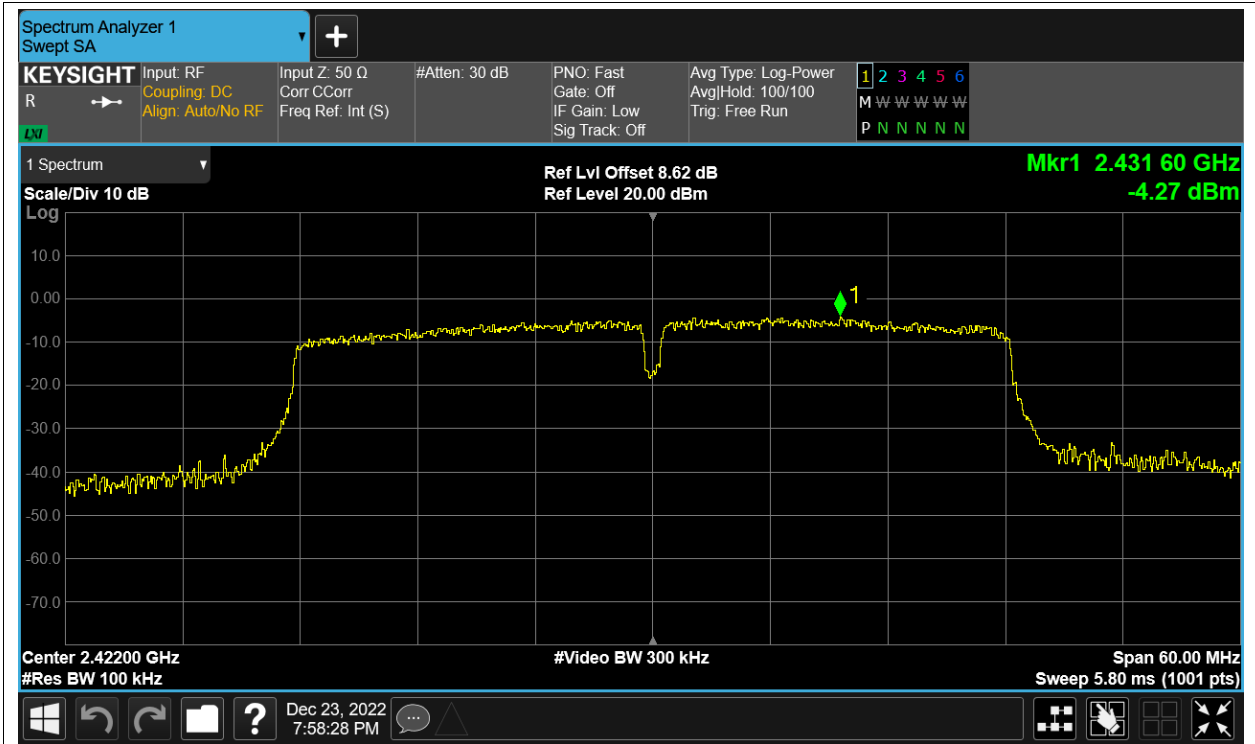 Spectrum Analyzer 1
Swept SA
KEYSIGHT
R
LXI
Input: RF
Coupling: DC
Align: Auto/No RF
Input Z: 50 Ω
Corr CCorr
Freq Ref: Int (S)
#Atten: 30 dB
PNO: Fast
Gate: Off
IF Gain: Low
Sig Track: Off
Avg Type: Log-Power
Avg|Hold: 100/100
Trig: Free Run
1 2 3 4 5 6
M W W W W W
P N N N N N
1 Spectrum
Scale/Div 10 dB
Log
Ref Lvl Offset 8.62 dB
Ref Level 20.00 dBm
Mkr1 2.431 60 GHz
-4.27 dBm
10.0
0.00
-10.0
-20.0
-30.0
-40.0
-50.0
-60.0
-70.0
1
Center 2.42200 GHz
#Res BW 100 kHz
#Video BW 300 kHz
Span 60.00 MHz
Sweep 5.80 ms (1001 pts)
?
Dec 23, 2022
7:58:28 PM